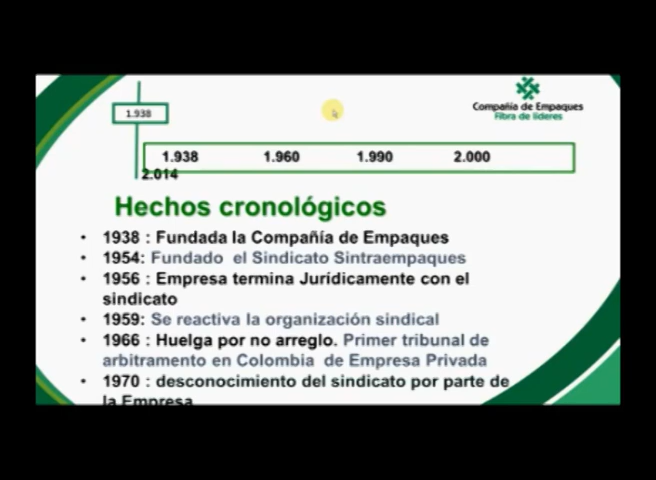 1.938
Compañía de Empaques
Fibra de líderes
1.938 1.960 1.990 2.000
2.014
Hechos cronológicos
• 1938 : Fundada la Compañía de Empaques
• 1954: Fundado el Sindicato Sintraempaques
• 1956 : Empresa termina Jurídicamente con el
sindicato
• 1959: Se reactiva la organización sindical
• 1966 : Huelga por no arreglo. Primer tribunal de
arbitramento en Colombia de Empresa Privada
• 1970 : desconocimiento del sindicato por parte de
la Empresa